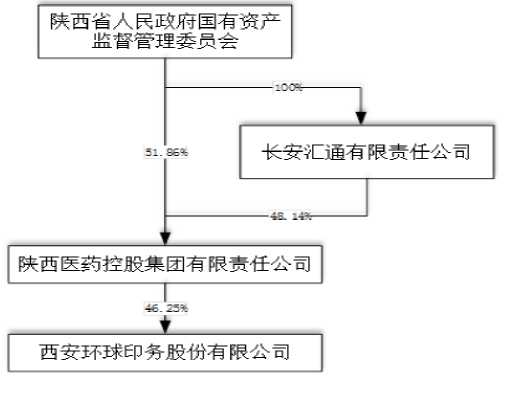 陕西省人民政府国有资产
监督管理委员会
100%
长安汇通有限责任公司
51.86%
48.14%
陕西医药控股集团有限责任公司
46.25%
西安环球印务股份有限公司